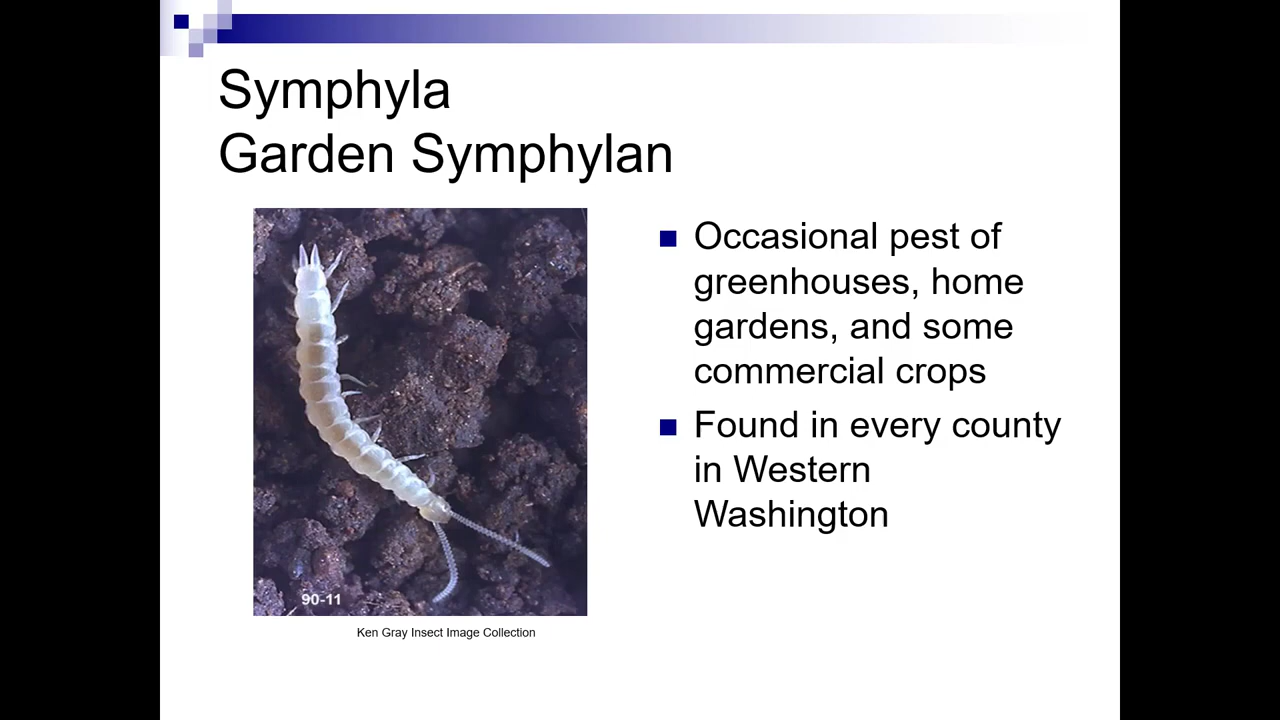 Symphyla
Garden Symphylan
Occasional pest of
greenhouses, home
gardens, and some
commercial crops
Found in every county
in Western
Washington
90-11
Ken Gray Insect Image Collection